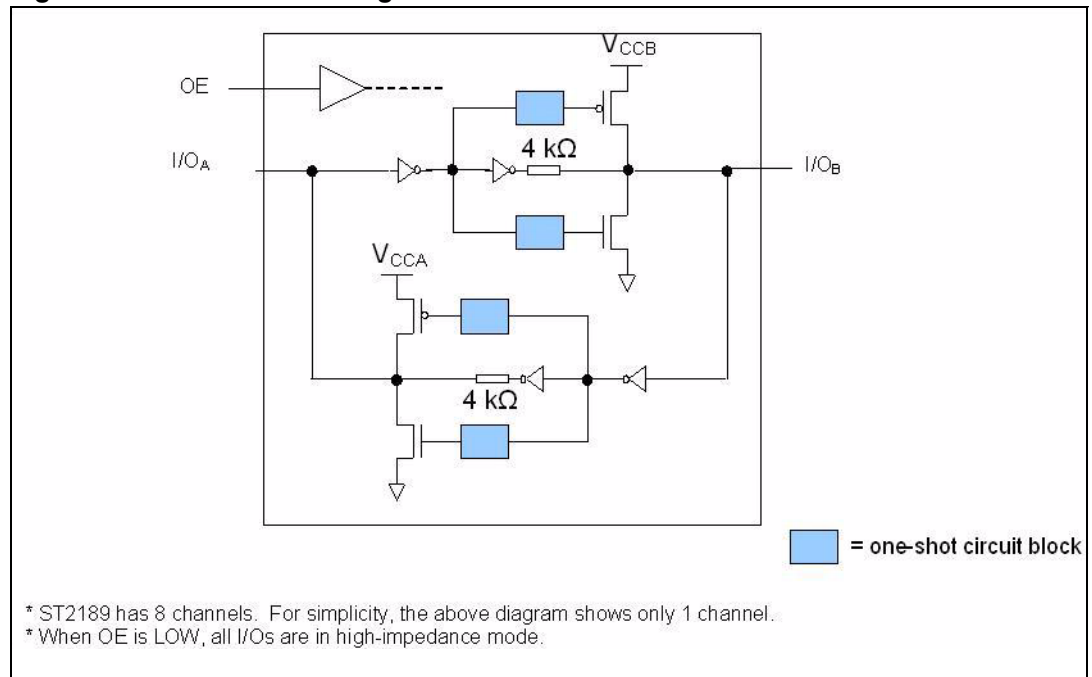 V_CCB
OE
4 kΩ
I/O_A
I/O_B
V_CCA
4 kΩ
= one-shot circuit block
* ST2189 has 8 channels. For simplicity, the above diagram shows only 1 channel.
* When OE is LOW, all I/Os are in high-impedance mode.